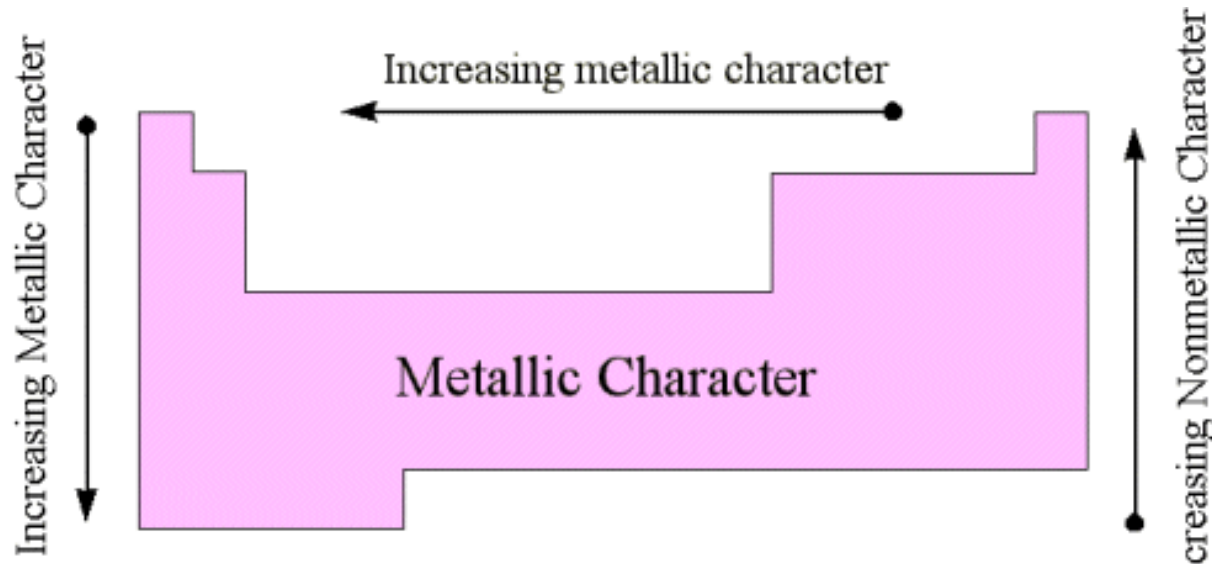 Increasing metallic character
Increasing Metallic Character
Metallic Character
creasing Nonmetallic Character